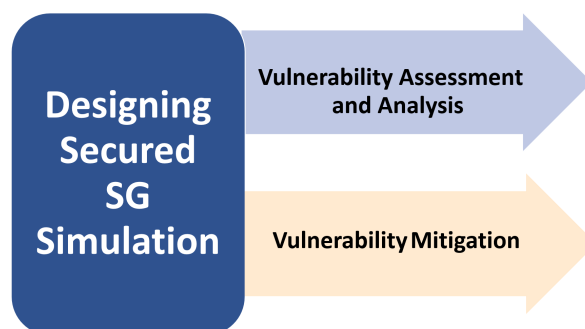 Designing
Secured
SG
Simulation
Vulnerability Assessment
and Analysis
Vulnerability Mitigation